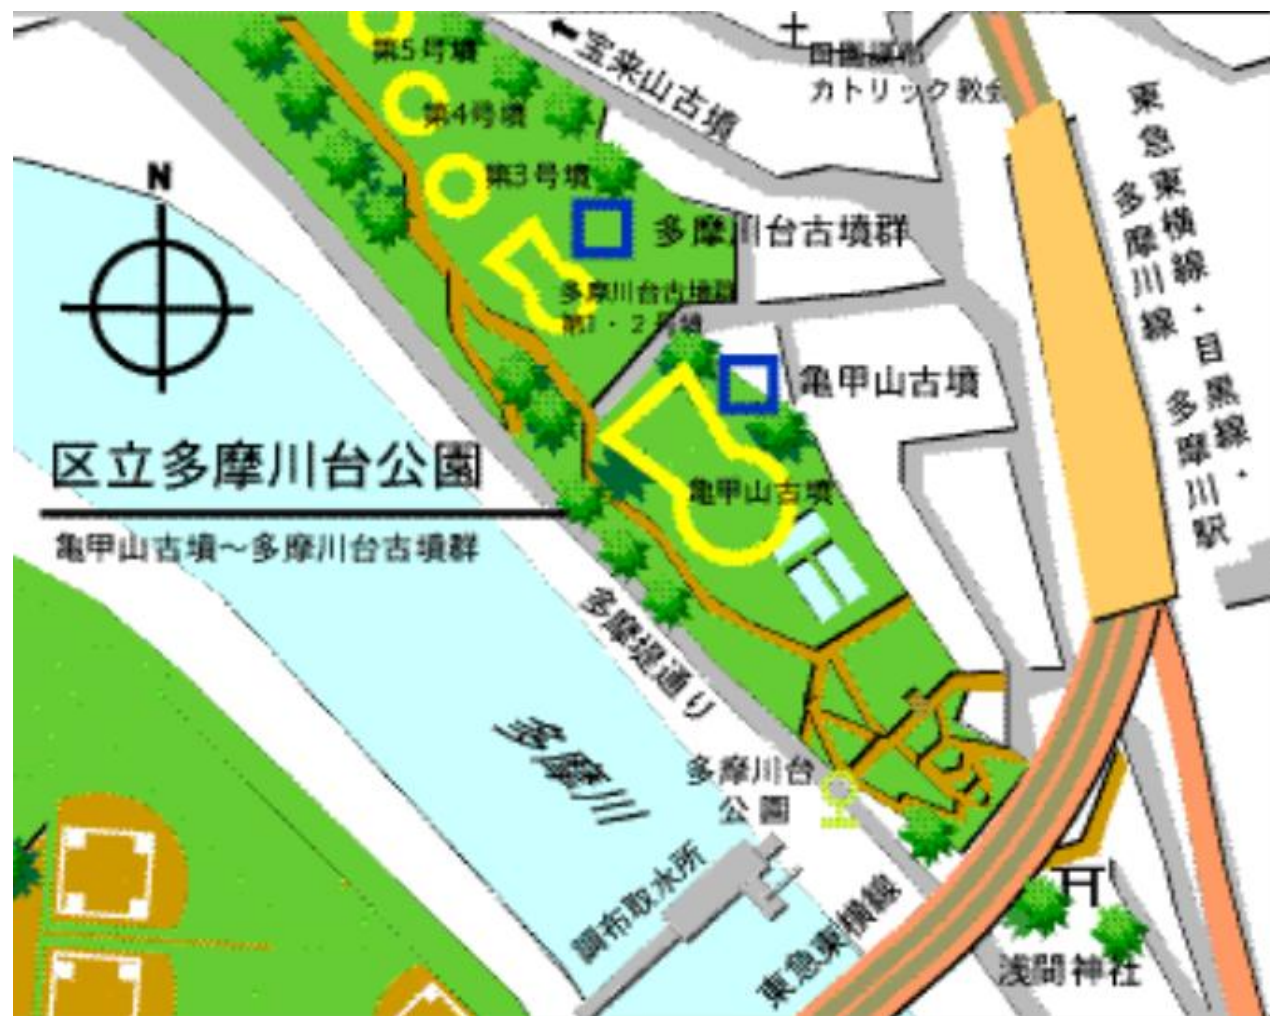 第5号墳
←宝来山古墳
田園調布
カトリック教会
第4号墳
第3号墳
N
多摩川台古墳群
多摩川台古墳群
第1・2号墳
東急東横線・目黒線・
多摩川線 多摩川駅
亀甲山古墳
区立多摩川台公園
亀甲山古墳
亀甲山古墳～多摩川台古墳群
多摩堤通り
多摩川
多摩川台
公園
調布取水所
東急東横線
浅間神社